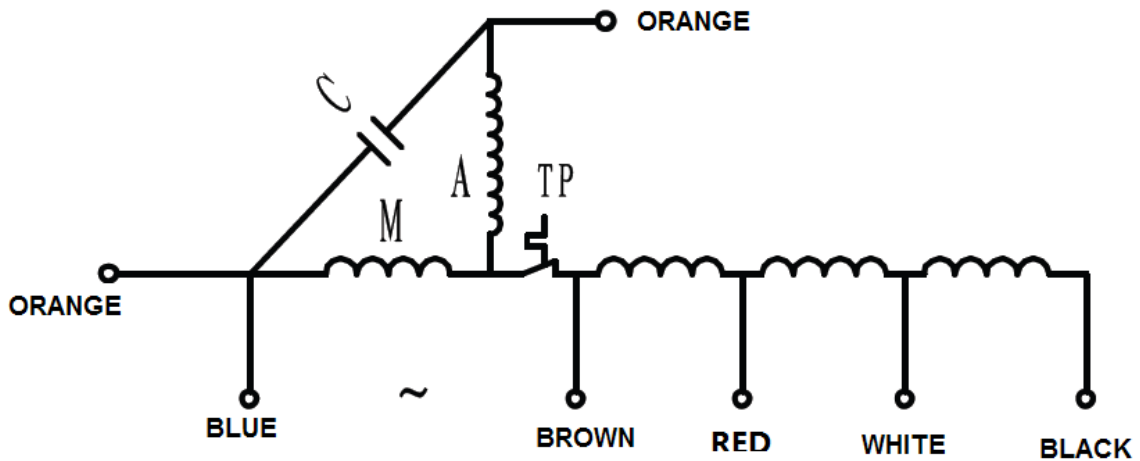 ORANGE
C
A
TP
M
ORANGE
~
BLUE
BROWN
RED
WHITE
BLACK